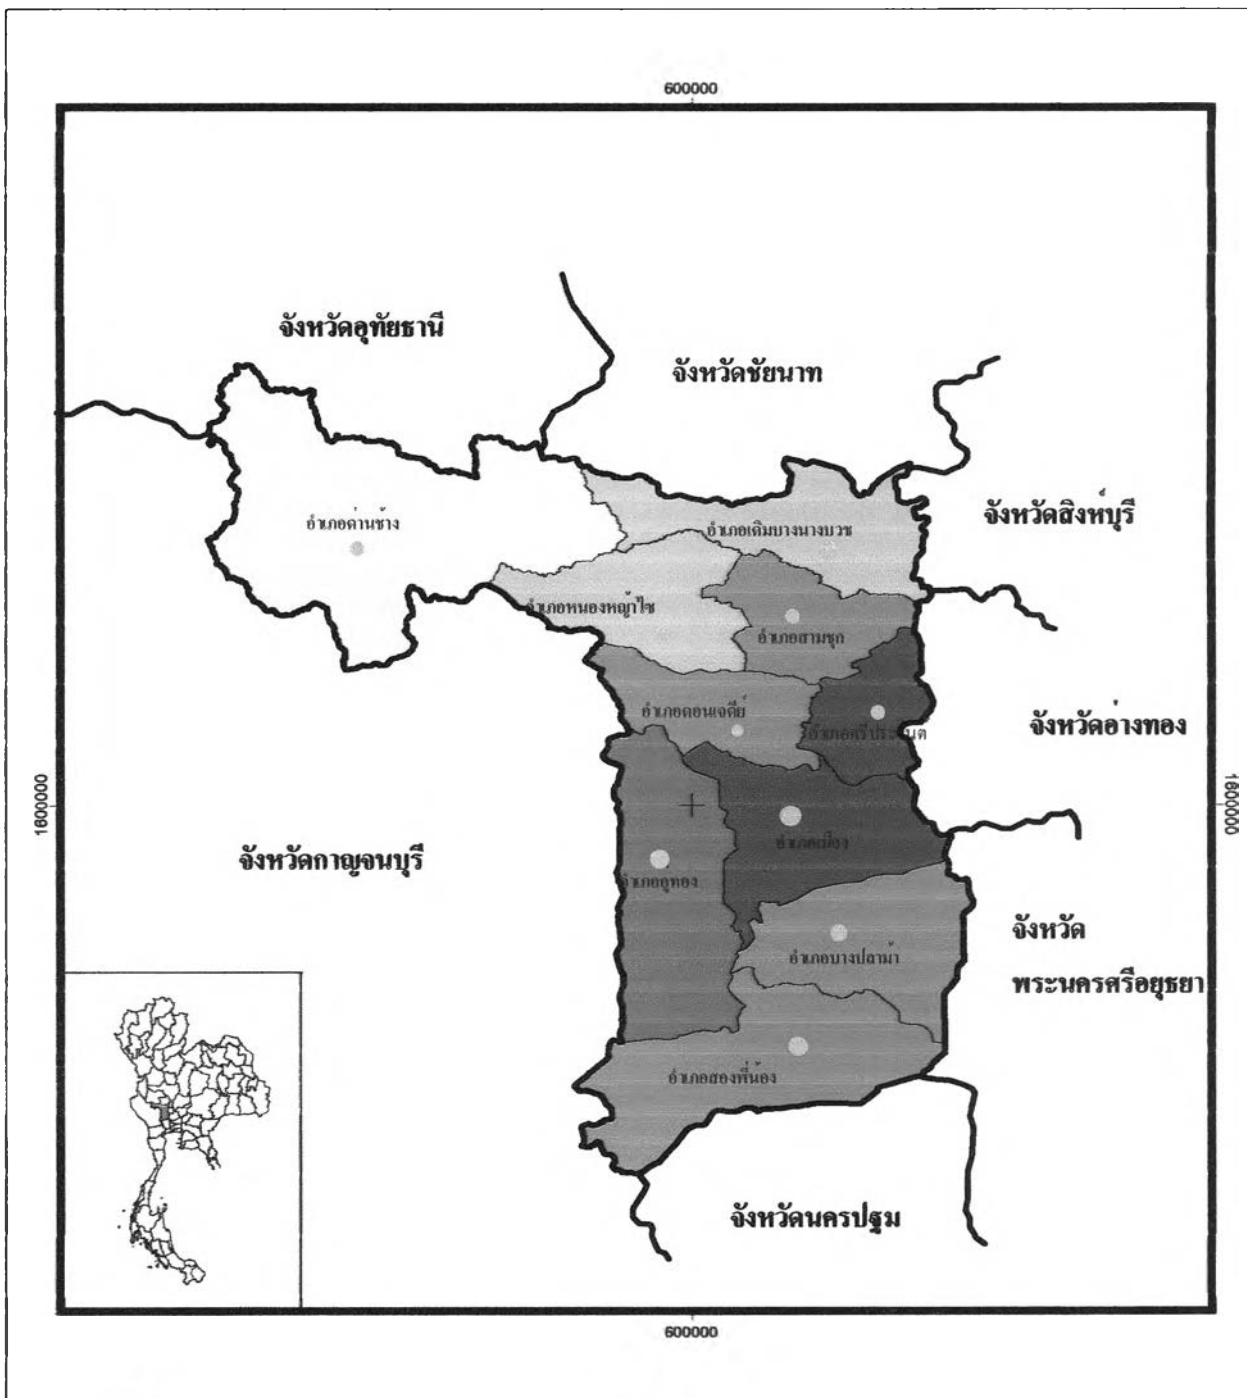 600000
จังหวัดอุทัยธานี
จังหวัดชัยนาท
จังหวัดสิงห์บุรี
อำเภอด่านช้าง
อำเภอเดิมบางนางบวช
อำเภอหนองหญ้าไซ
อำเภอสามชุก
อำเภอดอนเจดีย์
อำเภอศรีประจันต์
จังหวัดอ่างทอง
1600000
1600000
อำเภอเมือง
จังหวัดกาญจนบุรี
อำเภออู่ทอง
จังหวัด
พระนครศรีอยุธยา
อำเภอบางปลาม้า
อำเภอสองพี่น้อง
จังหวัดนครปฐม
600000